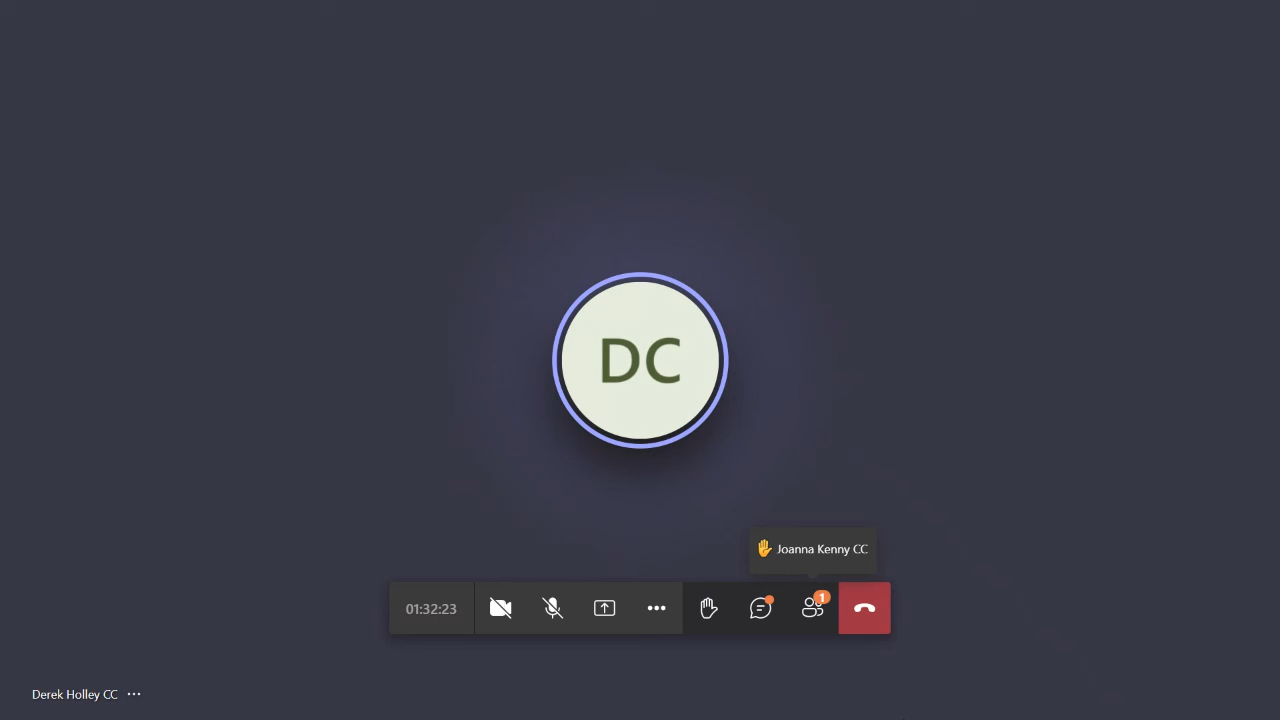 DC
Joanna Kenny CC
01:32:23
1
Derek Holley CC